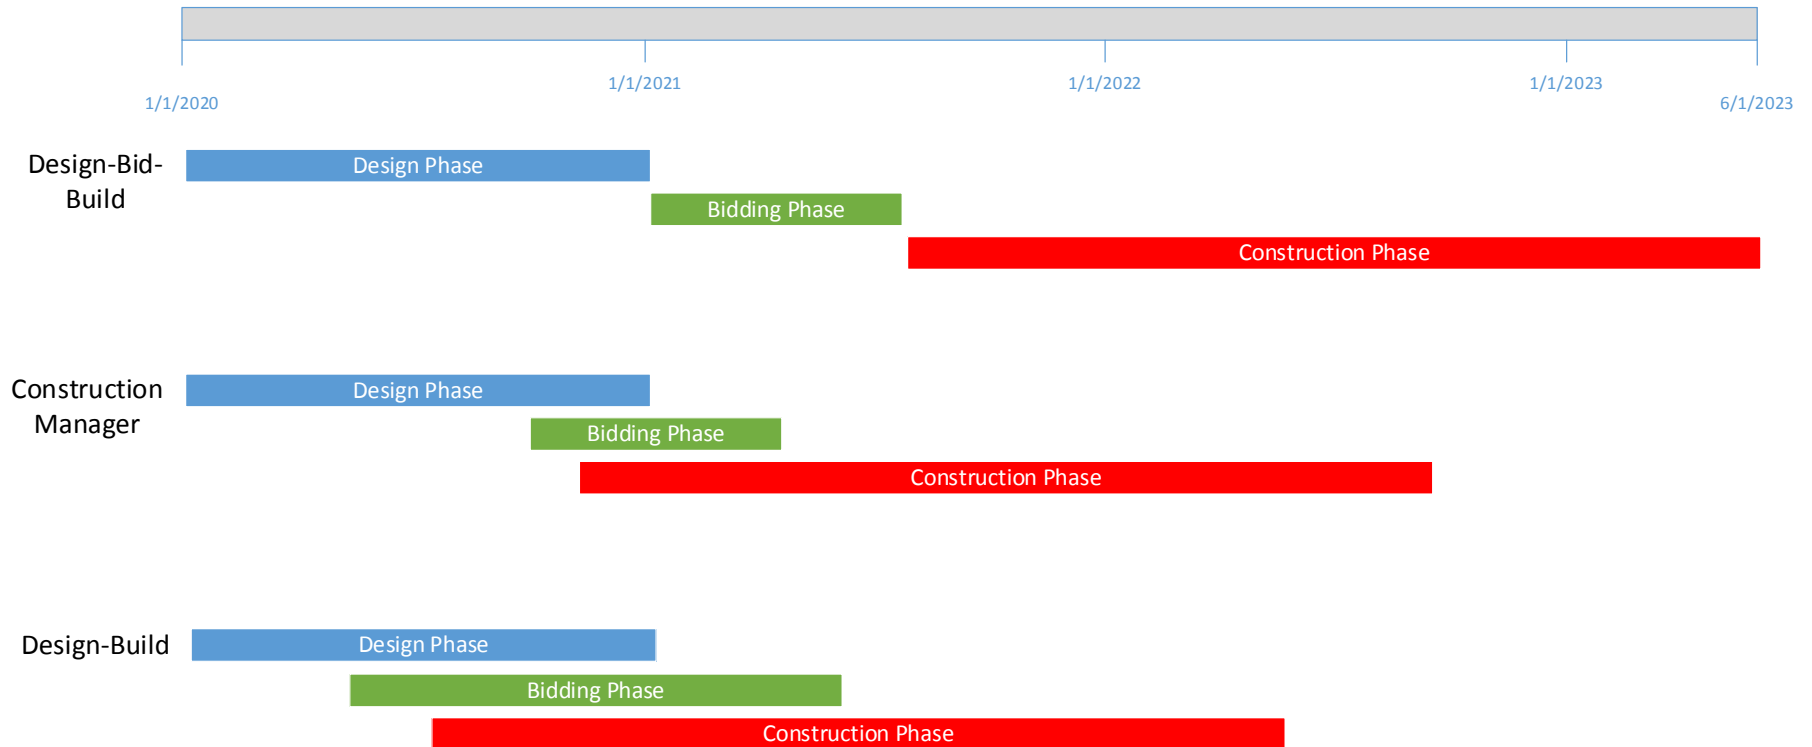 1/1/2021
1/1/2022
1/1/2023
1/1/2020
6/1/2023
Design-Bid-
Build
Design Phase
Bidding Phase
Construction Phase
Construction
Manager
Design Phase
Bidding Phase
Construction Phase
Design-Build
Design Phase
Bidding Phase
Construction Phase